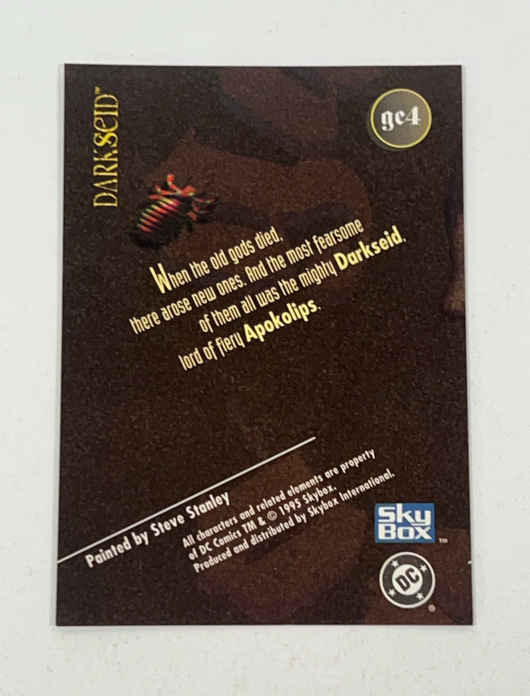 DARKSEID™
gc4
When the old gods died,
there arose new ones. And the most fearsome
of them all was the mighty Darkseid,
lord of fiery Apokolips.
Painted by Steve Stanley
All characters and related elements are property
of DC Comics TM & © 1995 Skybox.
Produced and distributed by Skybox International.
Sky
Box™
DC
®